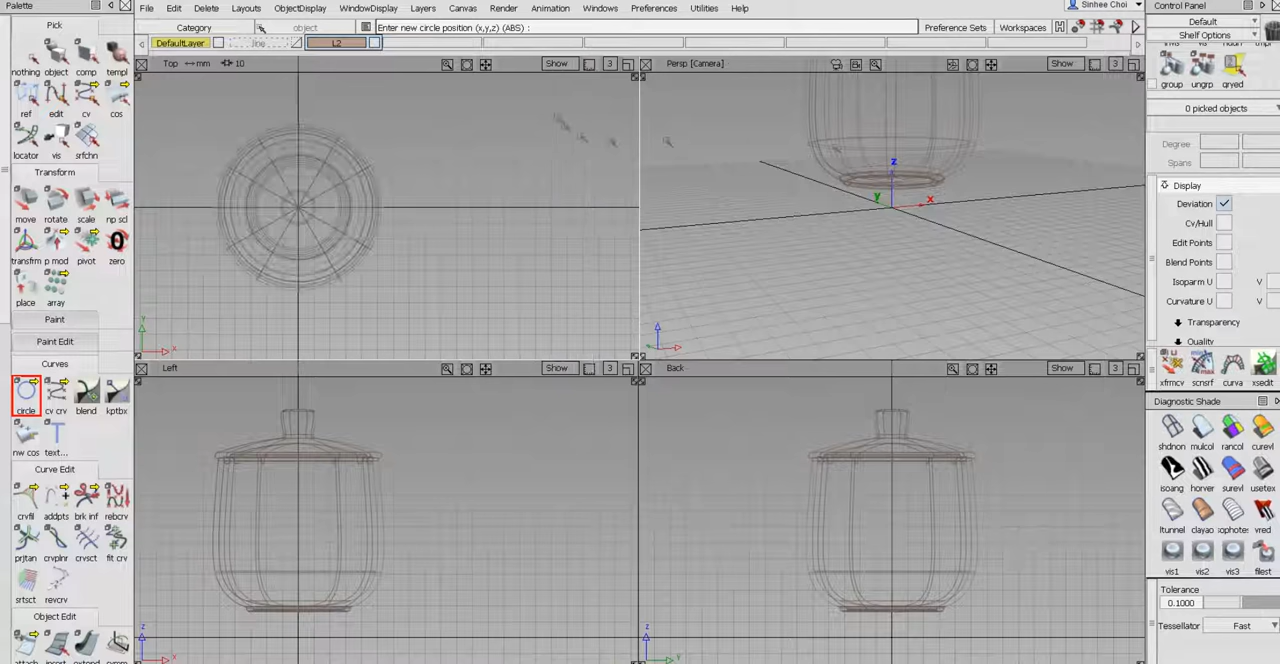 Palette
File Edit Delete Layouts ObjectDisplay WindowDisplay Layers Canvas Render Animation Windows Preferences Utilities Help
Sinhee Choi
Control Panel
Category
object
Enter new circle position (x,y,z) (ABS) :
Preference Sets
Workspaces
Default
Shelf Options
DefaultLayer
line
L2
Pick
nothing object comp templ
ref edit cv cos
locator vis srfchn
Transform
move rotate scale np scl
transfrm p mod pivot zero
place array
Paint
Paint Edit
Curves
circle cv crv blend kptbx
nw cos text...
Curve Edit
crvfil addpts brk inf rebcrv
prjtan crvplnr crvsct fit crv
srtsct revcrv
Object Edit
Top mm 10
Show
3
z
y
x
Y
X
Persp [Camera]
Show
3
z
y
x
Left
Show
3
z
x
Back
Show
3
z
y
group ungrp qryed
0 picked objects
Degree
Spans
Display
Deviation
Cv/Hull
Edit Points
Blend Points
Isoparm U
V
Curvature U
V
Transparency
Quality
xfrmcv scnsrf curva xsedit
Diagnostic Shade
shdnon mulcol rancol curevl
isoang horver surevl usetex
ltunnel clayao sophotes vred
vis1 vis2 vis3 filest
Tolerance
0.1000
Tessellator
Fast